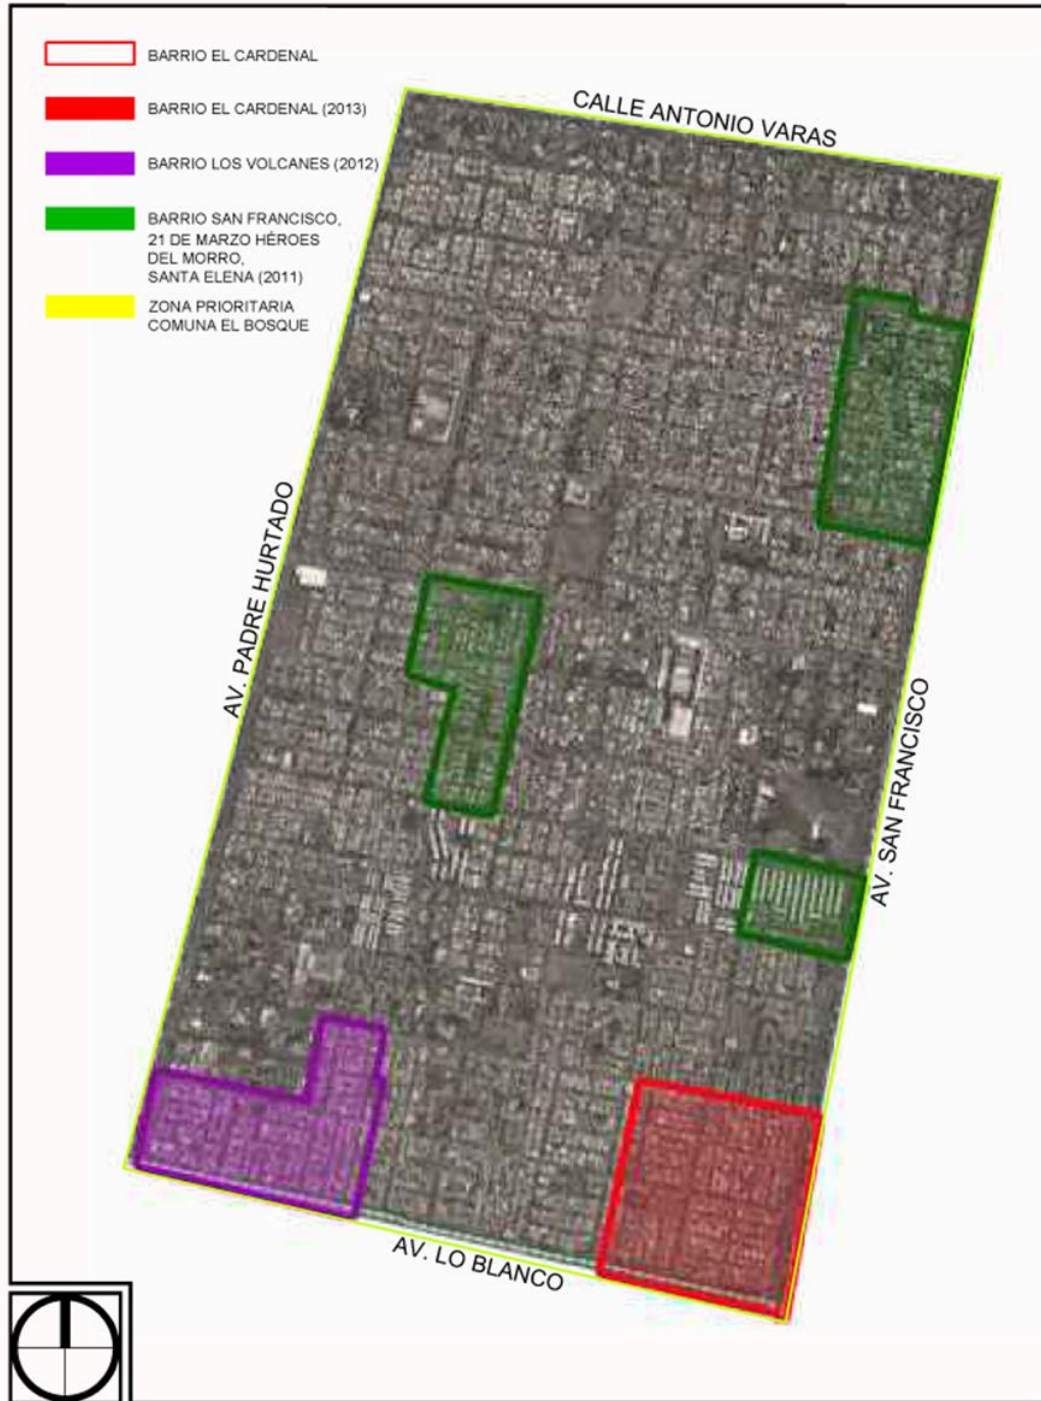 BARRIO EL CARDENAL
BARRIO EL CARDENAL (2013)
BARRIO LOS VOLCANES (2012)
BARRIO SAN FRANCISCO,
21 DE MARZO HÉROES
DEL MORRO,
SANTA ELENA (2011)
ZONA PRIORITARIA
COMUNA EL BOSQUE
CALLE ANTONIO VARAS
AV. PADRE HURTADO
AV. SAN FRANCISCO
AV. LO BLANCO